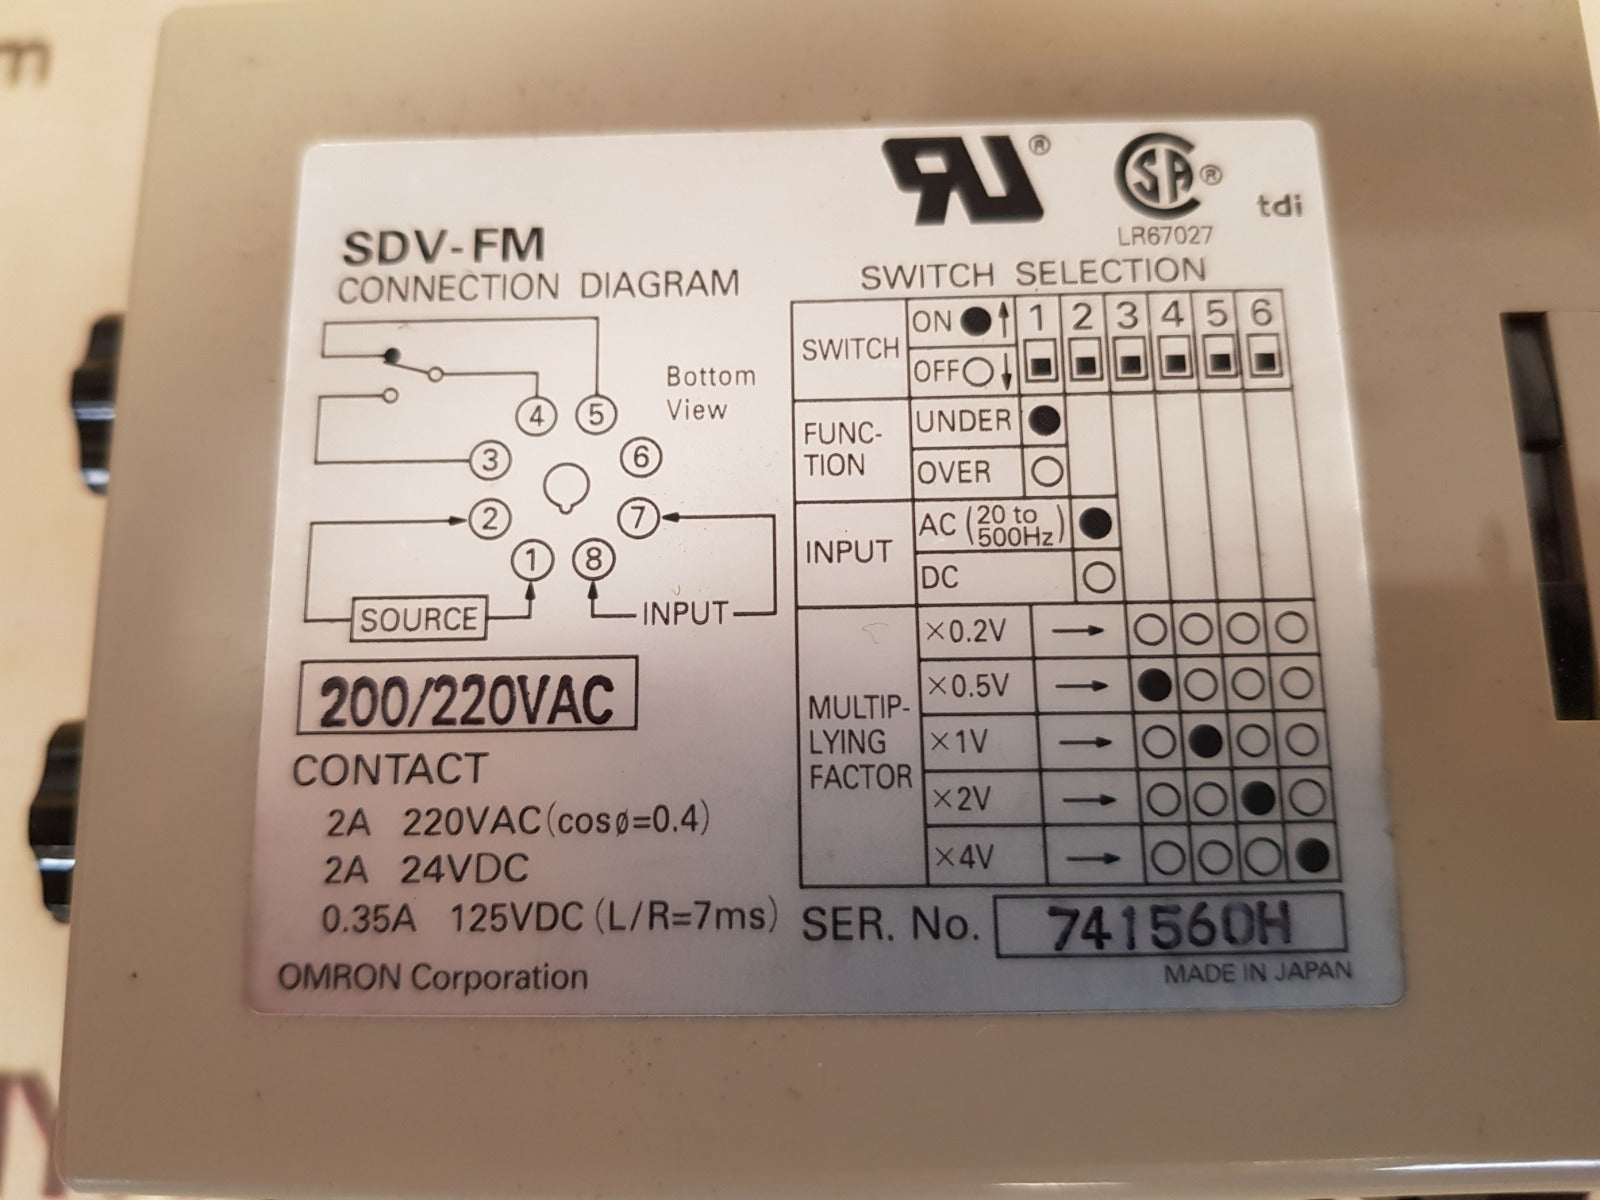 m
SDV-FM
CONNECTION DIAGRAM
Bottom
View
4 5
3 6
2 7
1 8
SOURCE
INPUT
200/220VAC
CONTACT
2A 220VAC(cosø=0.4)
2A 24VDC
0.35A 125VDC (L/R=7ms)
OMRON Corporation
RU®
CSA®
LR67027
tdi
SWITCH SELECTION
SWITCH ON ●↑ 1 2 3 4 5 6
OFF○↓
FUNC-
TION
UNDER ●
OVER ○
INPUT
AC (20 to
500Hz) ●
DC ○
MULTIP-
LYING
FACTOR
×0.2V → ○ ○ ○ ○
×0.5V → ● ○ ○ ○
×1V → ○ ● ○ ○
×2V → ○ ○ ● ○
×4V → ○ ○ ○ ●
SER. No. 741560H
MADE IN JAPAN